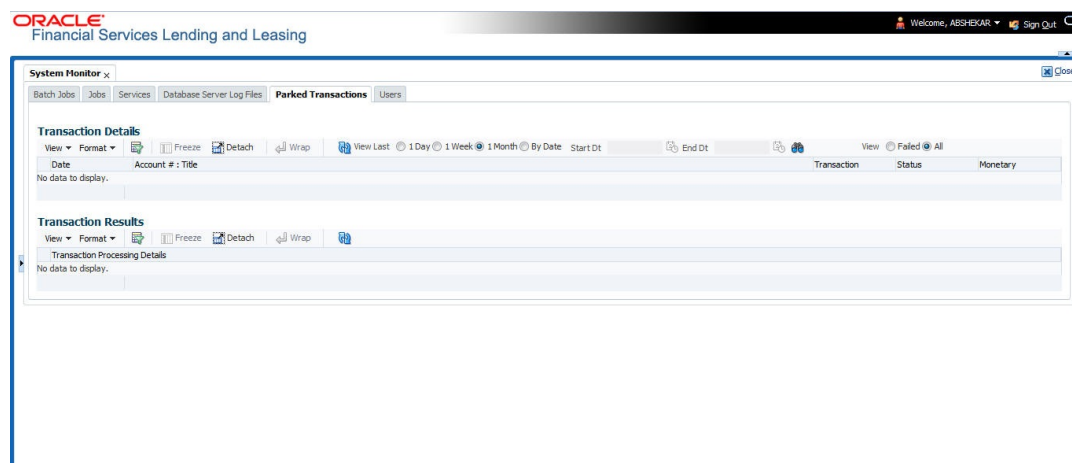 ORACLE®
Financial Services Lending and Leasing
Welcome, ABSHEKAR Sign Out
System Monitor x
Close
Batch Jobs Jobs Services Database Server Log Files Parked Transactions Users
Transaction Details
View Format Freeze Detach Wrap View Last 1 Day 1 Week 1 Month By Date Start Dt End Dt View Failed All
Date Account # : Title Transaction Status Monetary
No data to display.
Transaction Results
View Format Freeze Detach Wrap
Transaction Processing Details
No data to display.